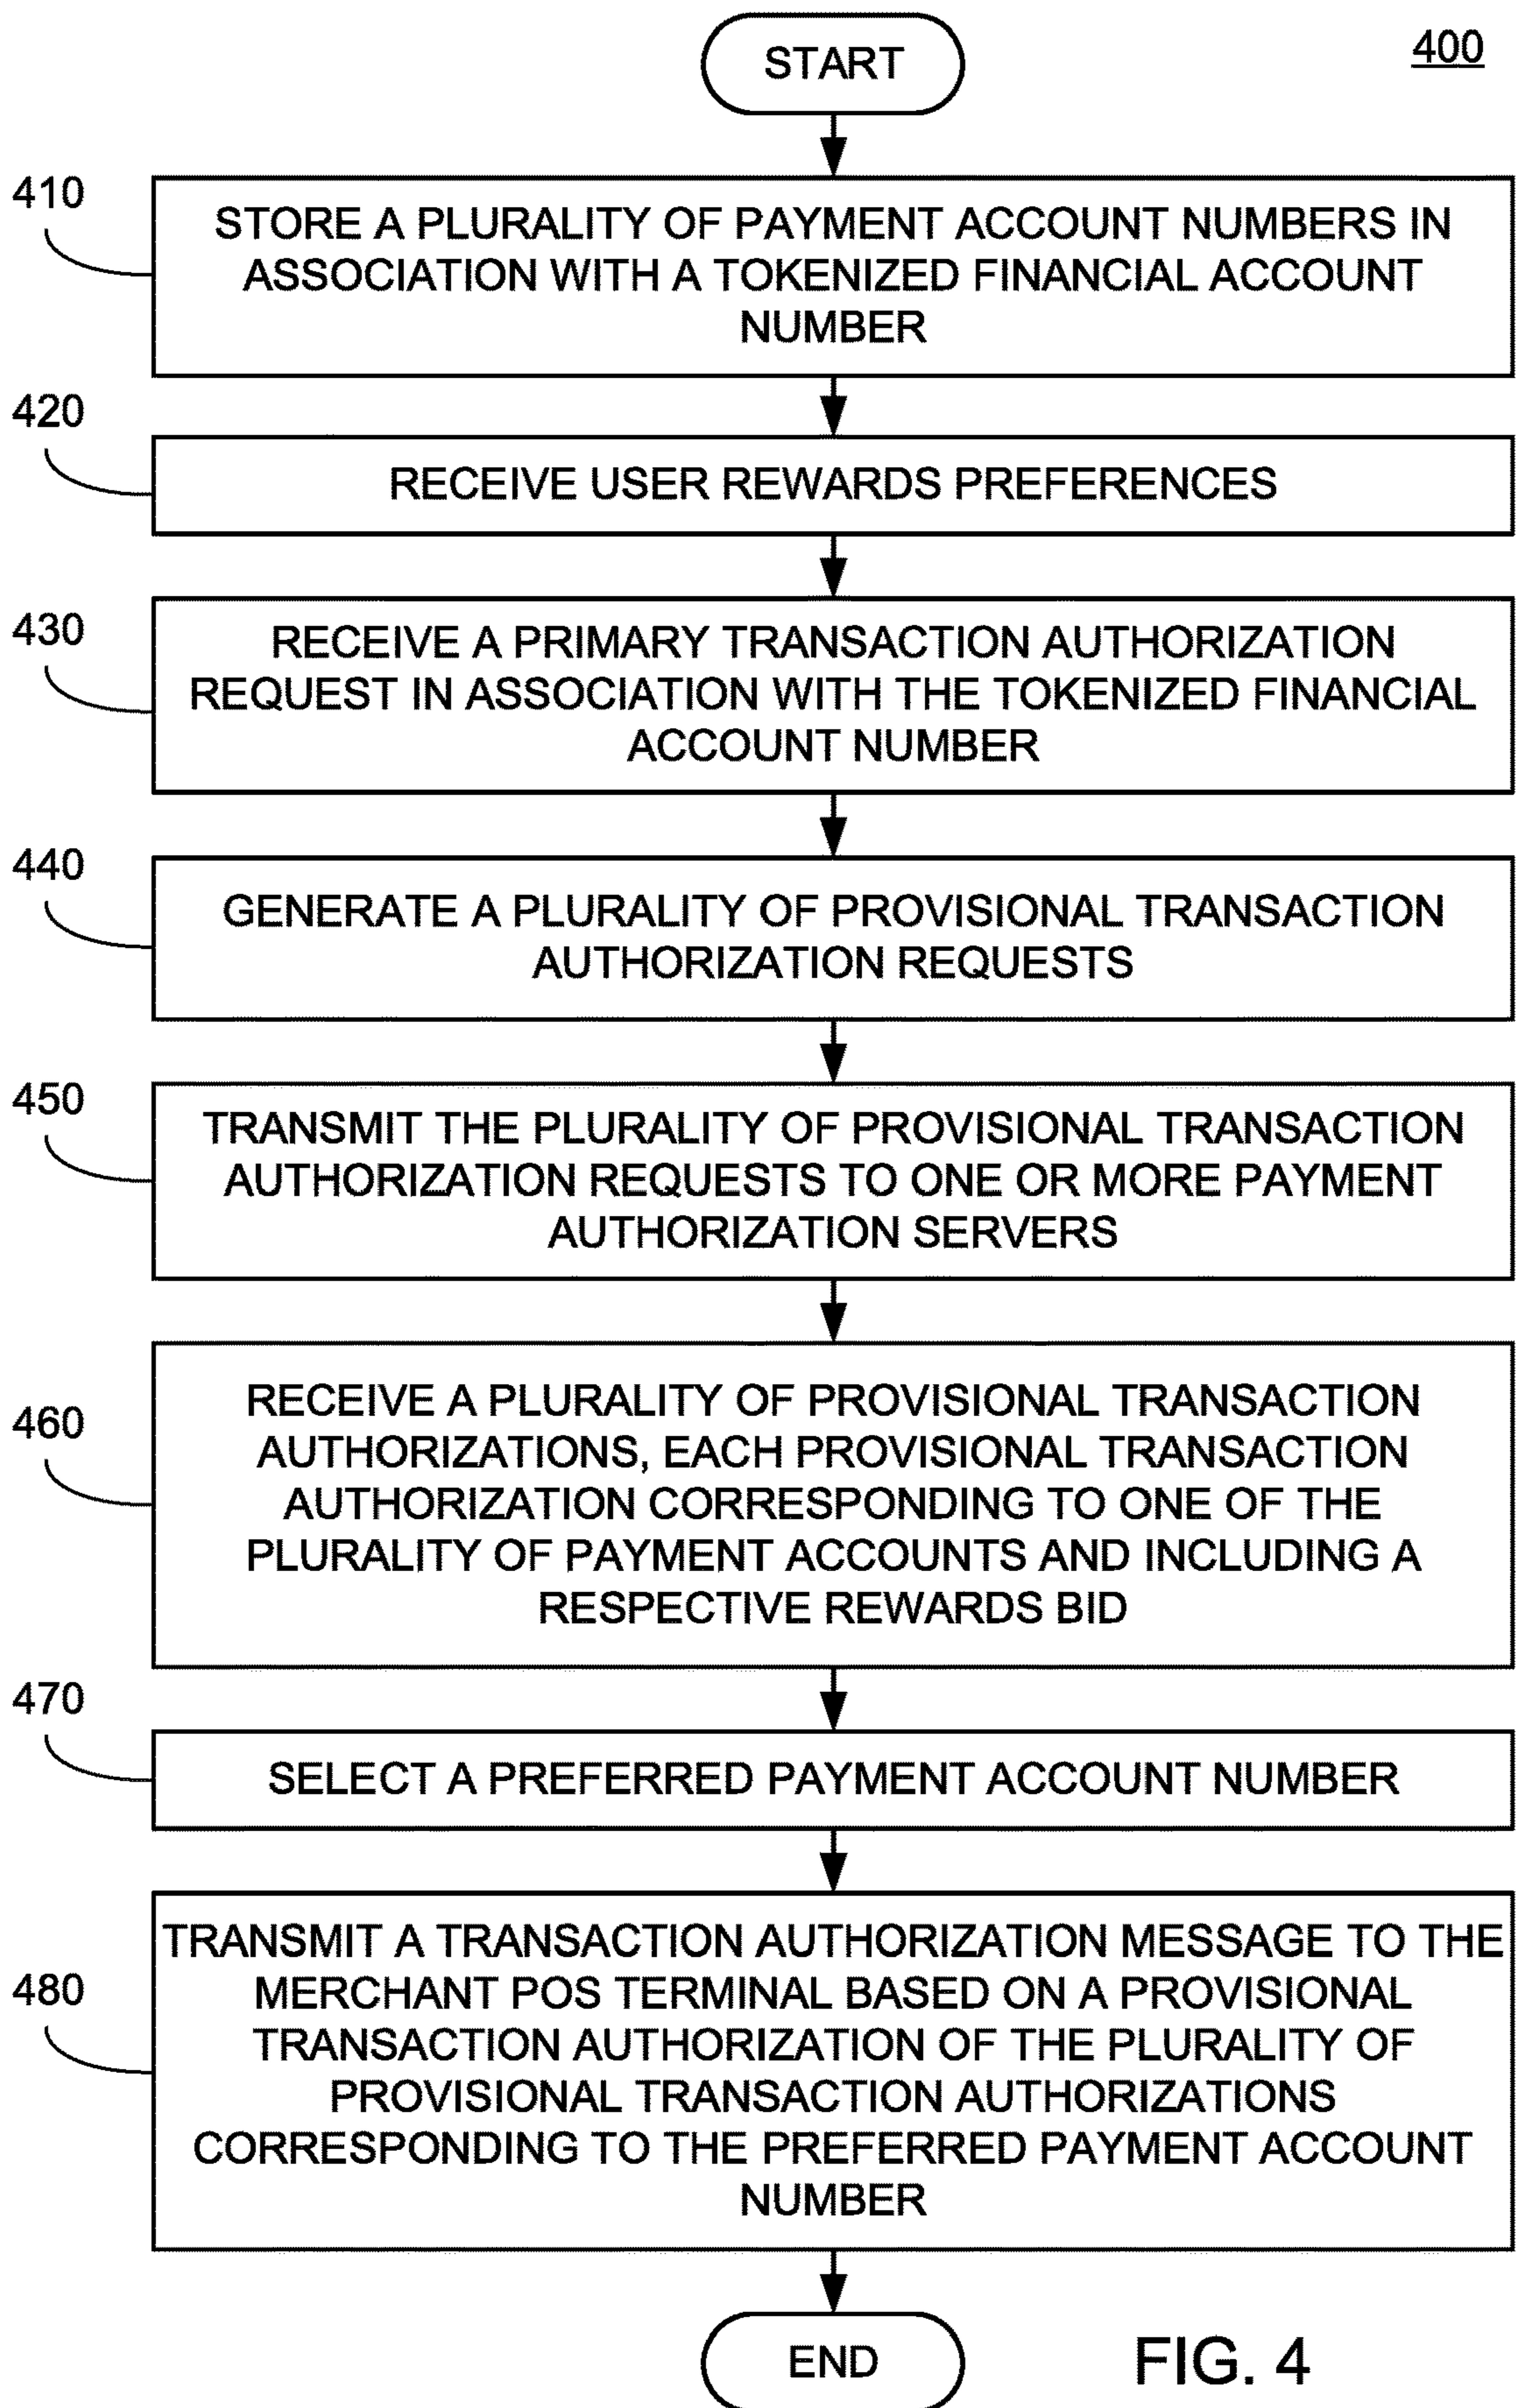 START
400
410
STORE A PLURALITY OF PAYMENT ACCOUNT NUMBERS IN
ASSOCIATION WITH A TOKENIZED FINANCIAL ACCOUNT
NUMBER
420
RECEIVE USER REWARDS PREFERENCES
430
RECEIVE A PRIMARY TRANSACTION AUTHORIZATION
REQUEST IN ASSOCIATION WITH THE TOKENIZED FINANCIAL
ACCOUNT NUMBER
440
GENERATE A PLURALITY OF PROVISIONAL TRANSACTION
AUTHORIZATION REQUESTS
450
TRANSMIT THE PLURALITY OF PROVISIONAL TRANSACTION
AUTHORIZATION REQUESTS TO ONE OR MORE PAYMENT
AUTHORIZATION SERVERS
460
RECEIVE A PLURALITY OF PROVISIONAL TRANSACTION
AUTHORIZATIONS, EACH PROVISIONAL TRANSACTION
AUTHORIZATION CORRESPONDING TO ONE OF THE
PLURALITY OF PAYMENT ACCOUNTS AND INCLUDING A
RESPECTIVE REWARDS BID
470
SELECT A PREFERRED PAYMENT ACCOUNT NUMBER
480
TRANSMIT A TRANSACTION AUTHORIZATION MESSAGE TO THE
MERCHANT POS TERMINAL BASED ON A PROVISIONAL
TRANSACTION AUTHORIZATION OF THE PLURALITY OF
PROVISIONAL TRANSACTION AUTHORIZATIONS
CORRESPONDING TO THE PREFERRED PAYMENT ACCOUNT
NUMBER
END
FIG. 4